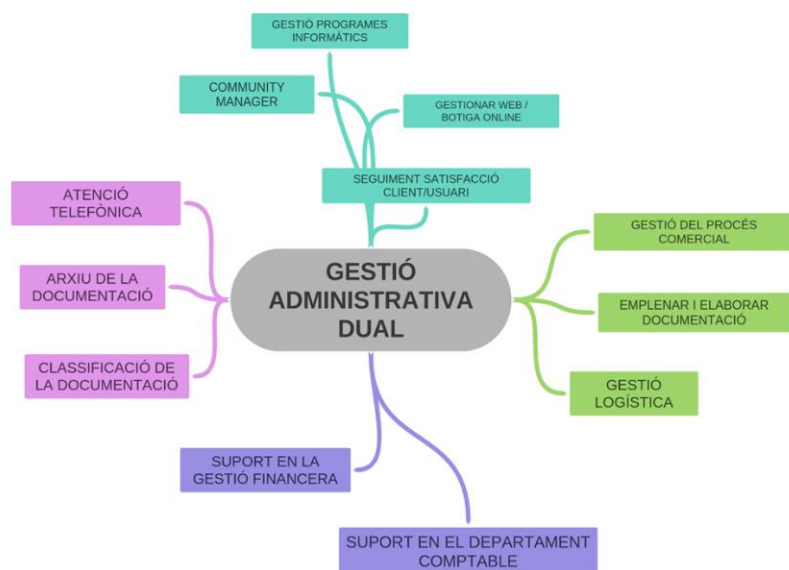 GESTIÓ PROGRAMES
INFORMÀTICS
COMMUNITY
MANAGER
GESTIONAR WEB /
BOTIGA ONLINE
SEGUIMENT SATISFACCIÓ
CLIENT/USUARI
ATENCIÓ
TELEFÒNICA
ARXIU DE LA
DOCUMENTACIÓ
CLASSIFICACIÓ DE
LA DOCUMENTACIÓ
GESTIÓ
ADMINISTRATIVA
DUAL
GESTIÓ DEL PROCÉS
COMERCIAL
EMPLENAR I ELABORAR
DOCUMENTACIÓ
GESTIÓ
LOGÍSTICA
SUPORT EN LA
GESTIÓ FINANCERA
SUPORT EN EL DEPARTAMENT
COMPTABLE